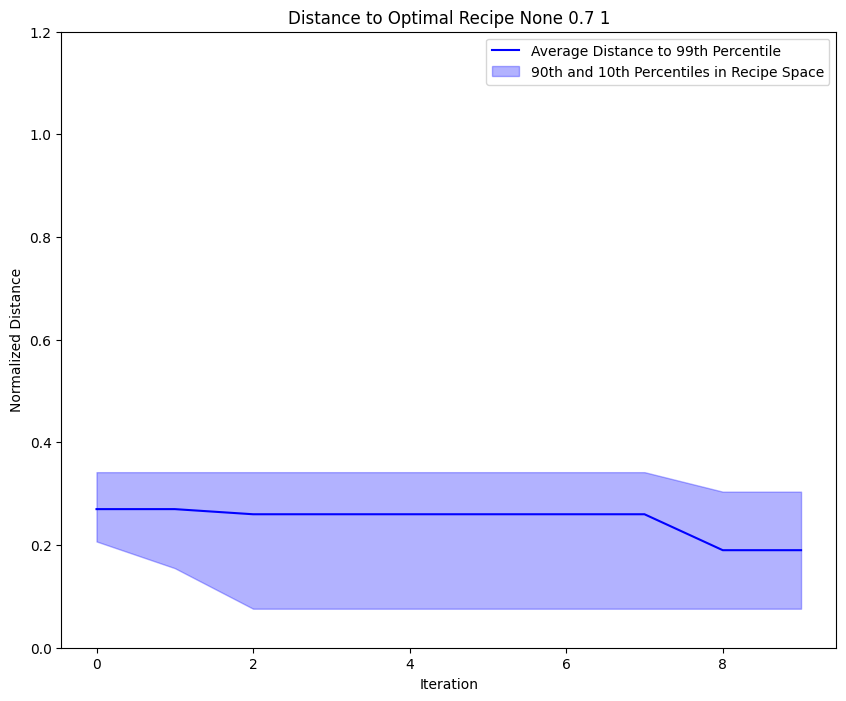 Distance to Optimal Recipe None 0.7 1
Average Distance to 99th Percentile
90th and 10th Percentiles in Recipe Space
Normalized Distance
1.2
1.0
0.8
0.6
0.4
0.2
0.0
0 2 4 6 8
Iteration